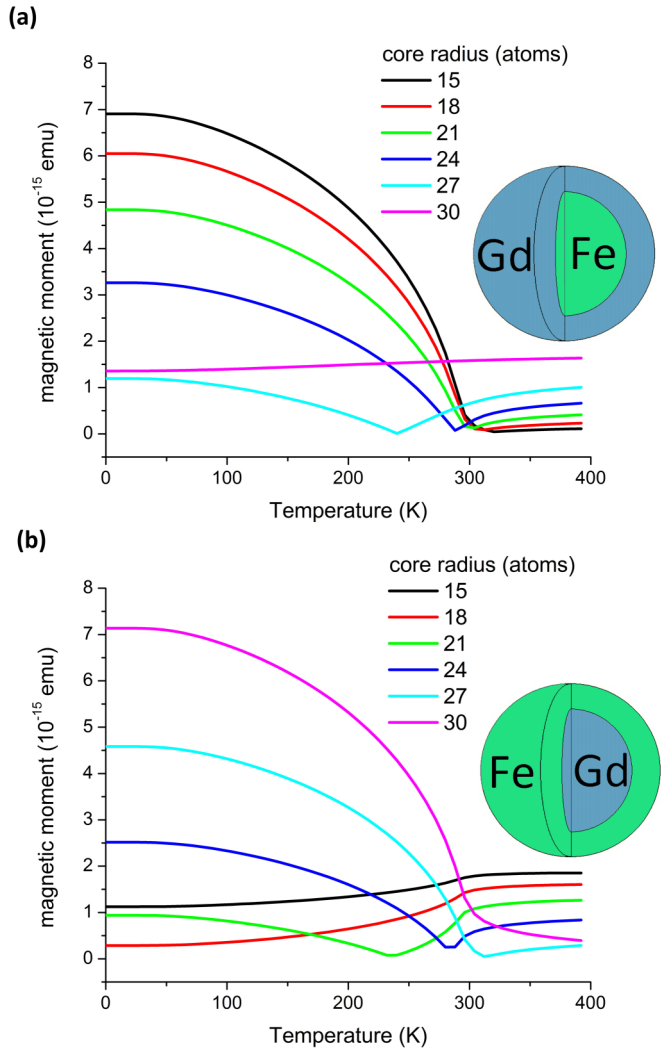 (a)
core radius (atoms)
15
18
21
24
27
30
8
7
6
5
4
3
2
1
0
magnetic moment (10⁻¹⁵ emu)
Gd Fe
0 100 200 300 400
Temperature (K)
(b)
core radius (atoms)
15
18
21
24
27
30
8
7
6
5
4
3
2
1
0
magnetic moment (10⁻¹⁵ emu)
Fe Gd
0 100 200 300 400
Temperature (K)